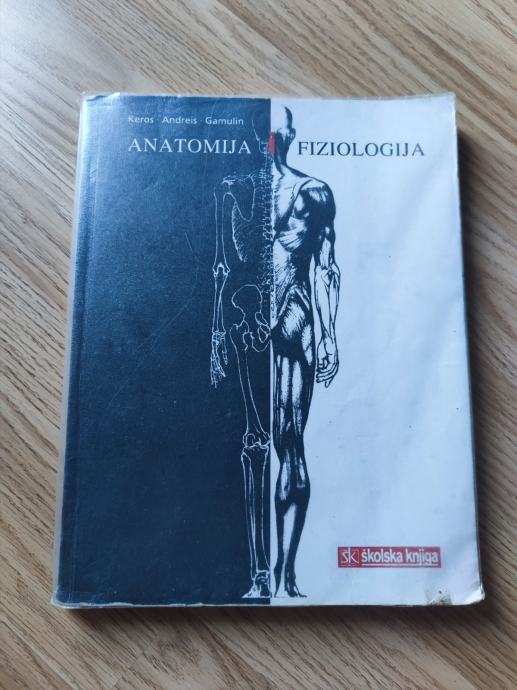 Keros · Andreis · Gamulin
ANATOMIJA I FIZIOLOGIJA
ŠK školska knjiga